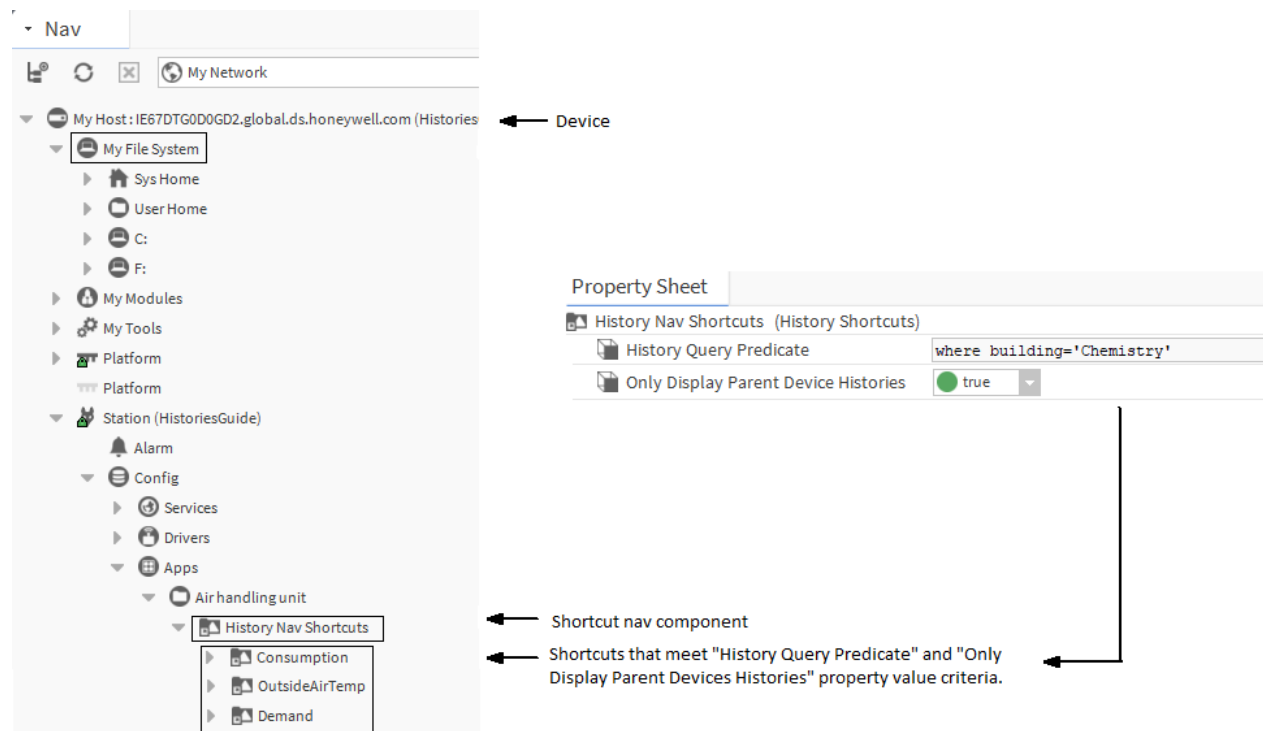 Nav
My Network
My Host : IE67DTG0D0GD2.global.ds.honeywell.com (Histories
Device
My File System
Sys Home
User Home
C:
F:
My Modules
My Tools
Platform
Platform
Station (HistoriesGuide)
Alarm
Config
Services
Drivers
Apps
Air handling unit
History Nav Shortcuts
Consumption
OutsideAirTemp
Demand
Property Sheet
History Nav Shortcuts (History Shortcuts)
History Query Predicate where building='Chemistry'
Only Display Parent Device Histories true
Shortcut nav component
Shortcuts that meet "History Query Predicate" and "Only
Display Parent Devices Histories" property value criteria.